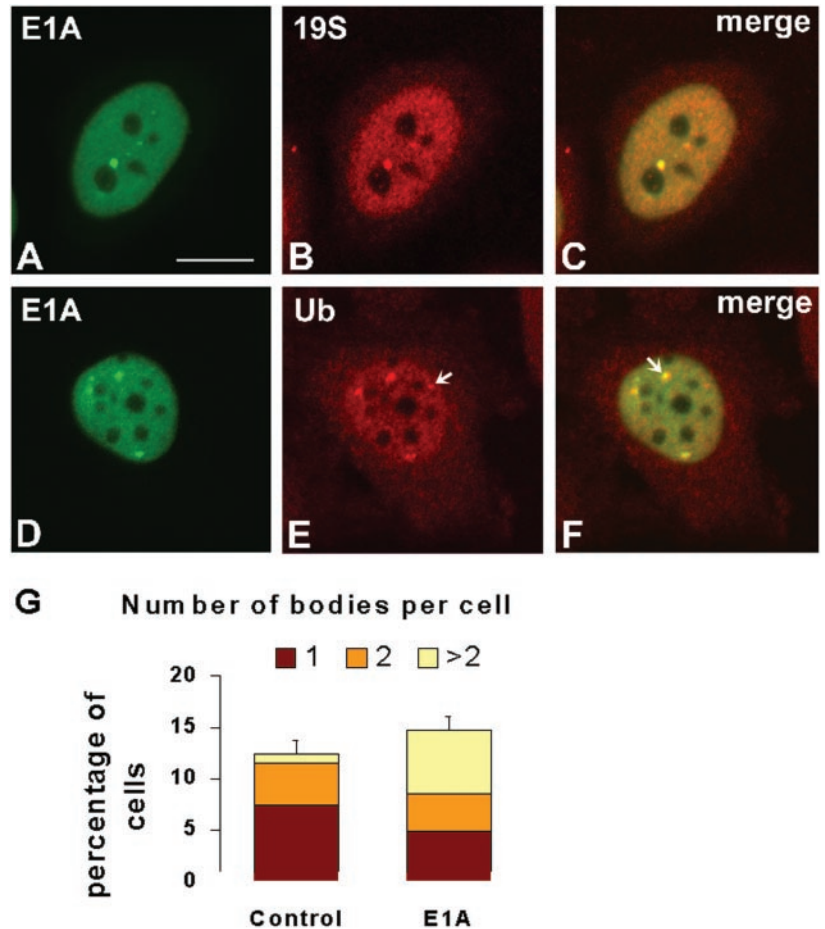 E1A 19S merge
A B C
E1A Ub merge
D E F
G Number of bodies per cell
1 2 >2
20
15
10
5
0
percentage of
cells
Control E1A